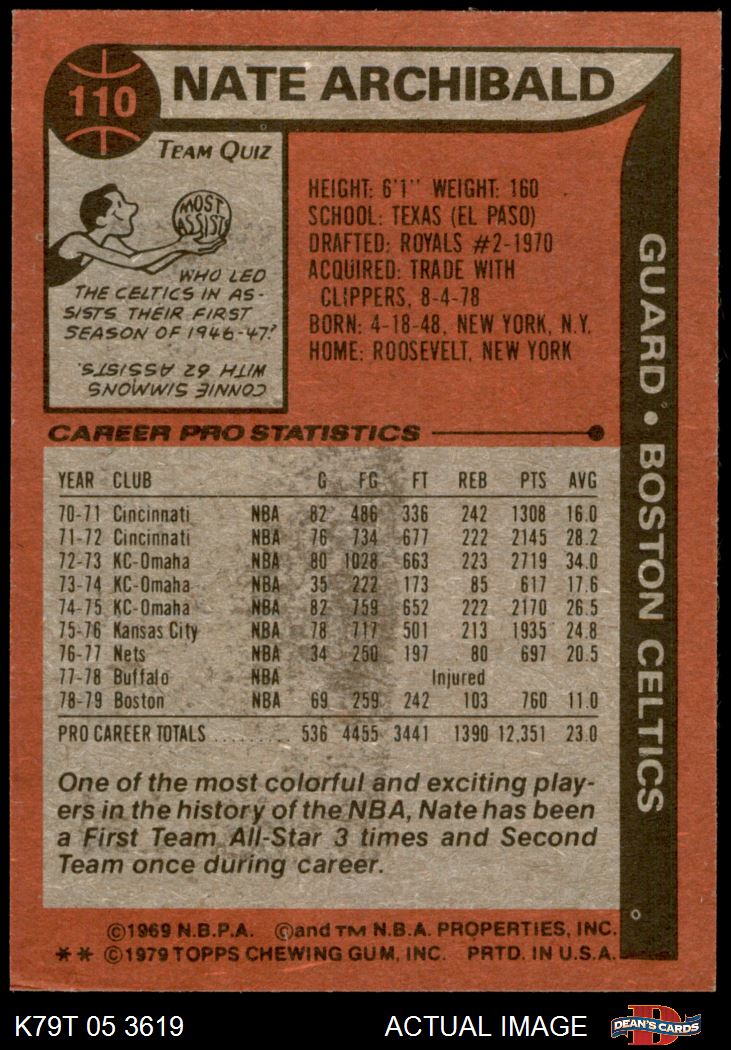 110
NATE ARCHIBALD
TEAM QUIZ
MOST
ASSIST
WHO LED
THE CELTICS IN AS-
SISTS THEIR FIRST
SEASON OF 1946-47?
CONNIE SIMMONS
WITH 62 ASSISTS.
HEIGHT: 6'1'' WEIGHT: 160
SCHOOL: TEXAS (EL PASO)
DRAFTED: ROYALS #2-1970
ACQUIRED: TRADE WITH
CLIPPERS, 8-4-78
BORN: 4-18-48, NEW YORK, N.Y.
HOME: ROOSEVELT, NEW YORK
GUARD • BOSTON CELTICS
CAREER PRO STATISTICS
YEAR CLUB G FG FT REB PTS AVG
70-71 Cincinnati NBA 82 486 336 242 1308 16.0
71-72 Cincinnati NBA 76 734 677 222 2145 28.2
72-73 KC-Omaha NBA 80 1028 663 223 2719 34.0
73-74 KC-Omaha NBA 35 222 173 85 617 17.6
74-75 KC-Omaha NBA 82 759 652 222 2170 26.5
75-76 Kansas City NBA 78 717 501 213 1935 24.8
76-77 Nets NBA 34 250 197 80 697 20.5
77-78 Buffalo NBA Injured
78-79 Boston NBA 69 259 242 103 760 11.0
PRO CAREER TOTALS ......... 536 4455 3441 1390 12,351 23.0
One of the most colorful and exciting play-
ers in the history of the NBA, Nate has been
a First Team All-Star 3 times and Second
Team once during career.
©1969 N.B.P.A. ©and TM N.B.A. PROPERTIES, INC.
** ©1979 TOPPS CHEWING GUM, INC. PRTD. IN U.S.A.
K79T 05 3619
ACTUAL IMAGE
D
DEAN'S CARDS